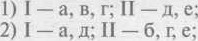 1) I — а, в, г; II — д, е;
2) I — а, д; II — б, г, е;